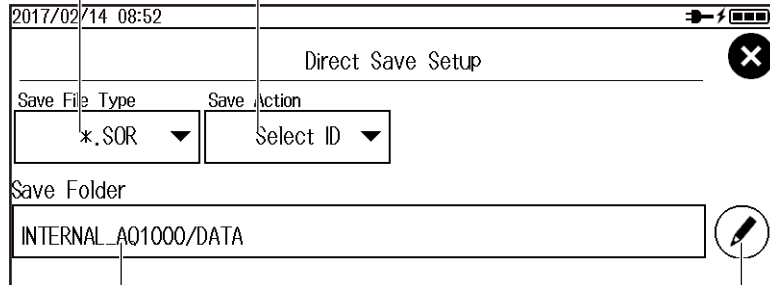 2017/02/14 08:52
Direct Save Setup
Save File Type Save Action
*.SOR Select ID
Save Folder
INTERNAL_AQ1000/DATA